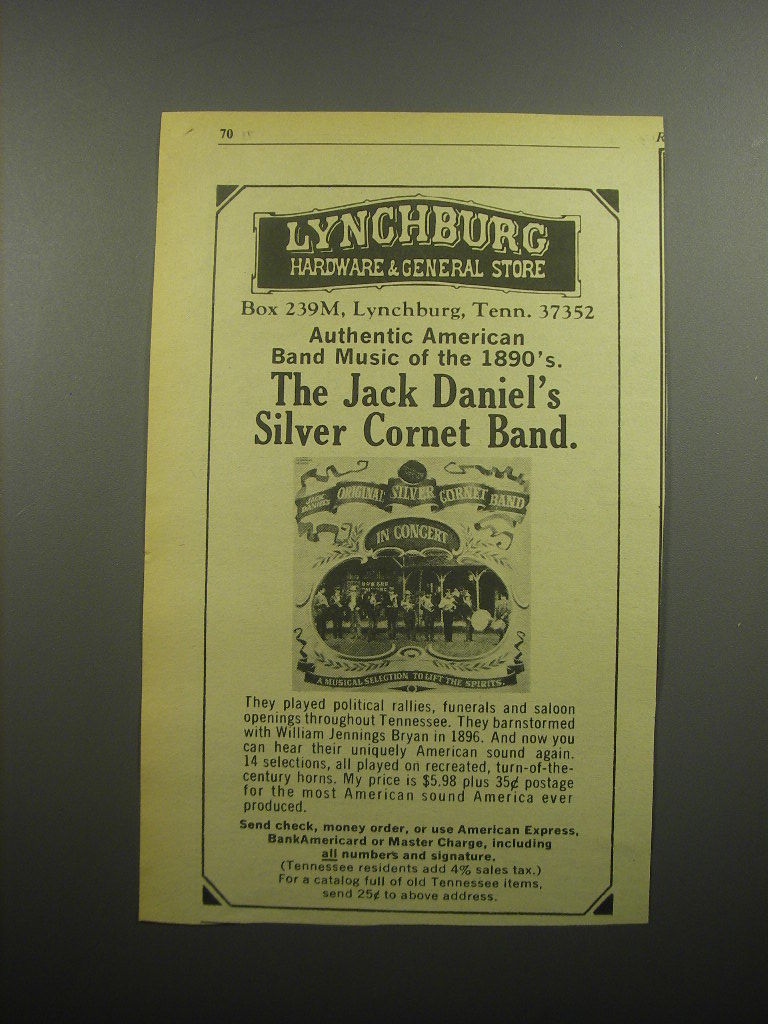 70
R
LYNCHBURG
HARDWARE & GENERAL STORE
Box 239M, Lynchburg, Tenn. 37352
Authentic American
Band Music of the 1890's.
The Jack Daniel's
Silver Cornet Band.
JACK DANIEL'S ORIGINAL SILVER CORNET BAND
IN CONCERT
A MUSICAL SELECTION TO LIFT THE SPIRITS.
They played political rallies, funerals and saloon
openings throughout Tennessee. They barnstormed
with William Jennings Bryan in 1896. And now you
can hear their uniquely American sound again.
14 selections, all played on recreated, turn-of-the-
century horns. My price is $5.98 plus 35¢ postage
for the most American sound America ever
produced.
Send check, money order, or use American Express,
BankAmericard or Master Charge, including
all numbers and signature.
(Tennessee residents add 4% sales tax.)
For a catalog full of old Tennessee items,
send 25¢ to above address.